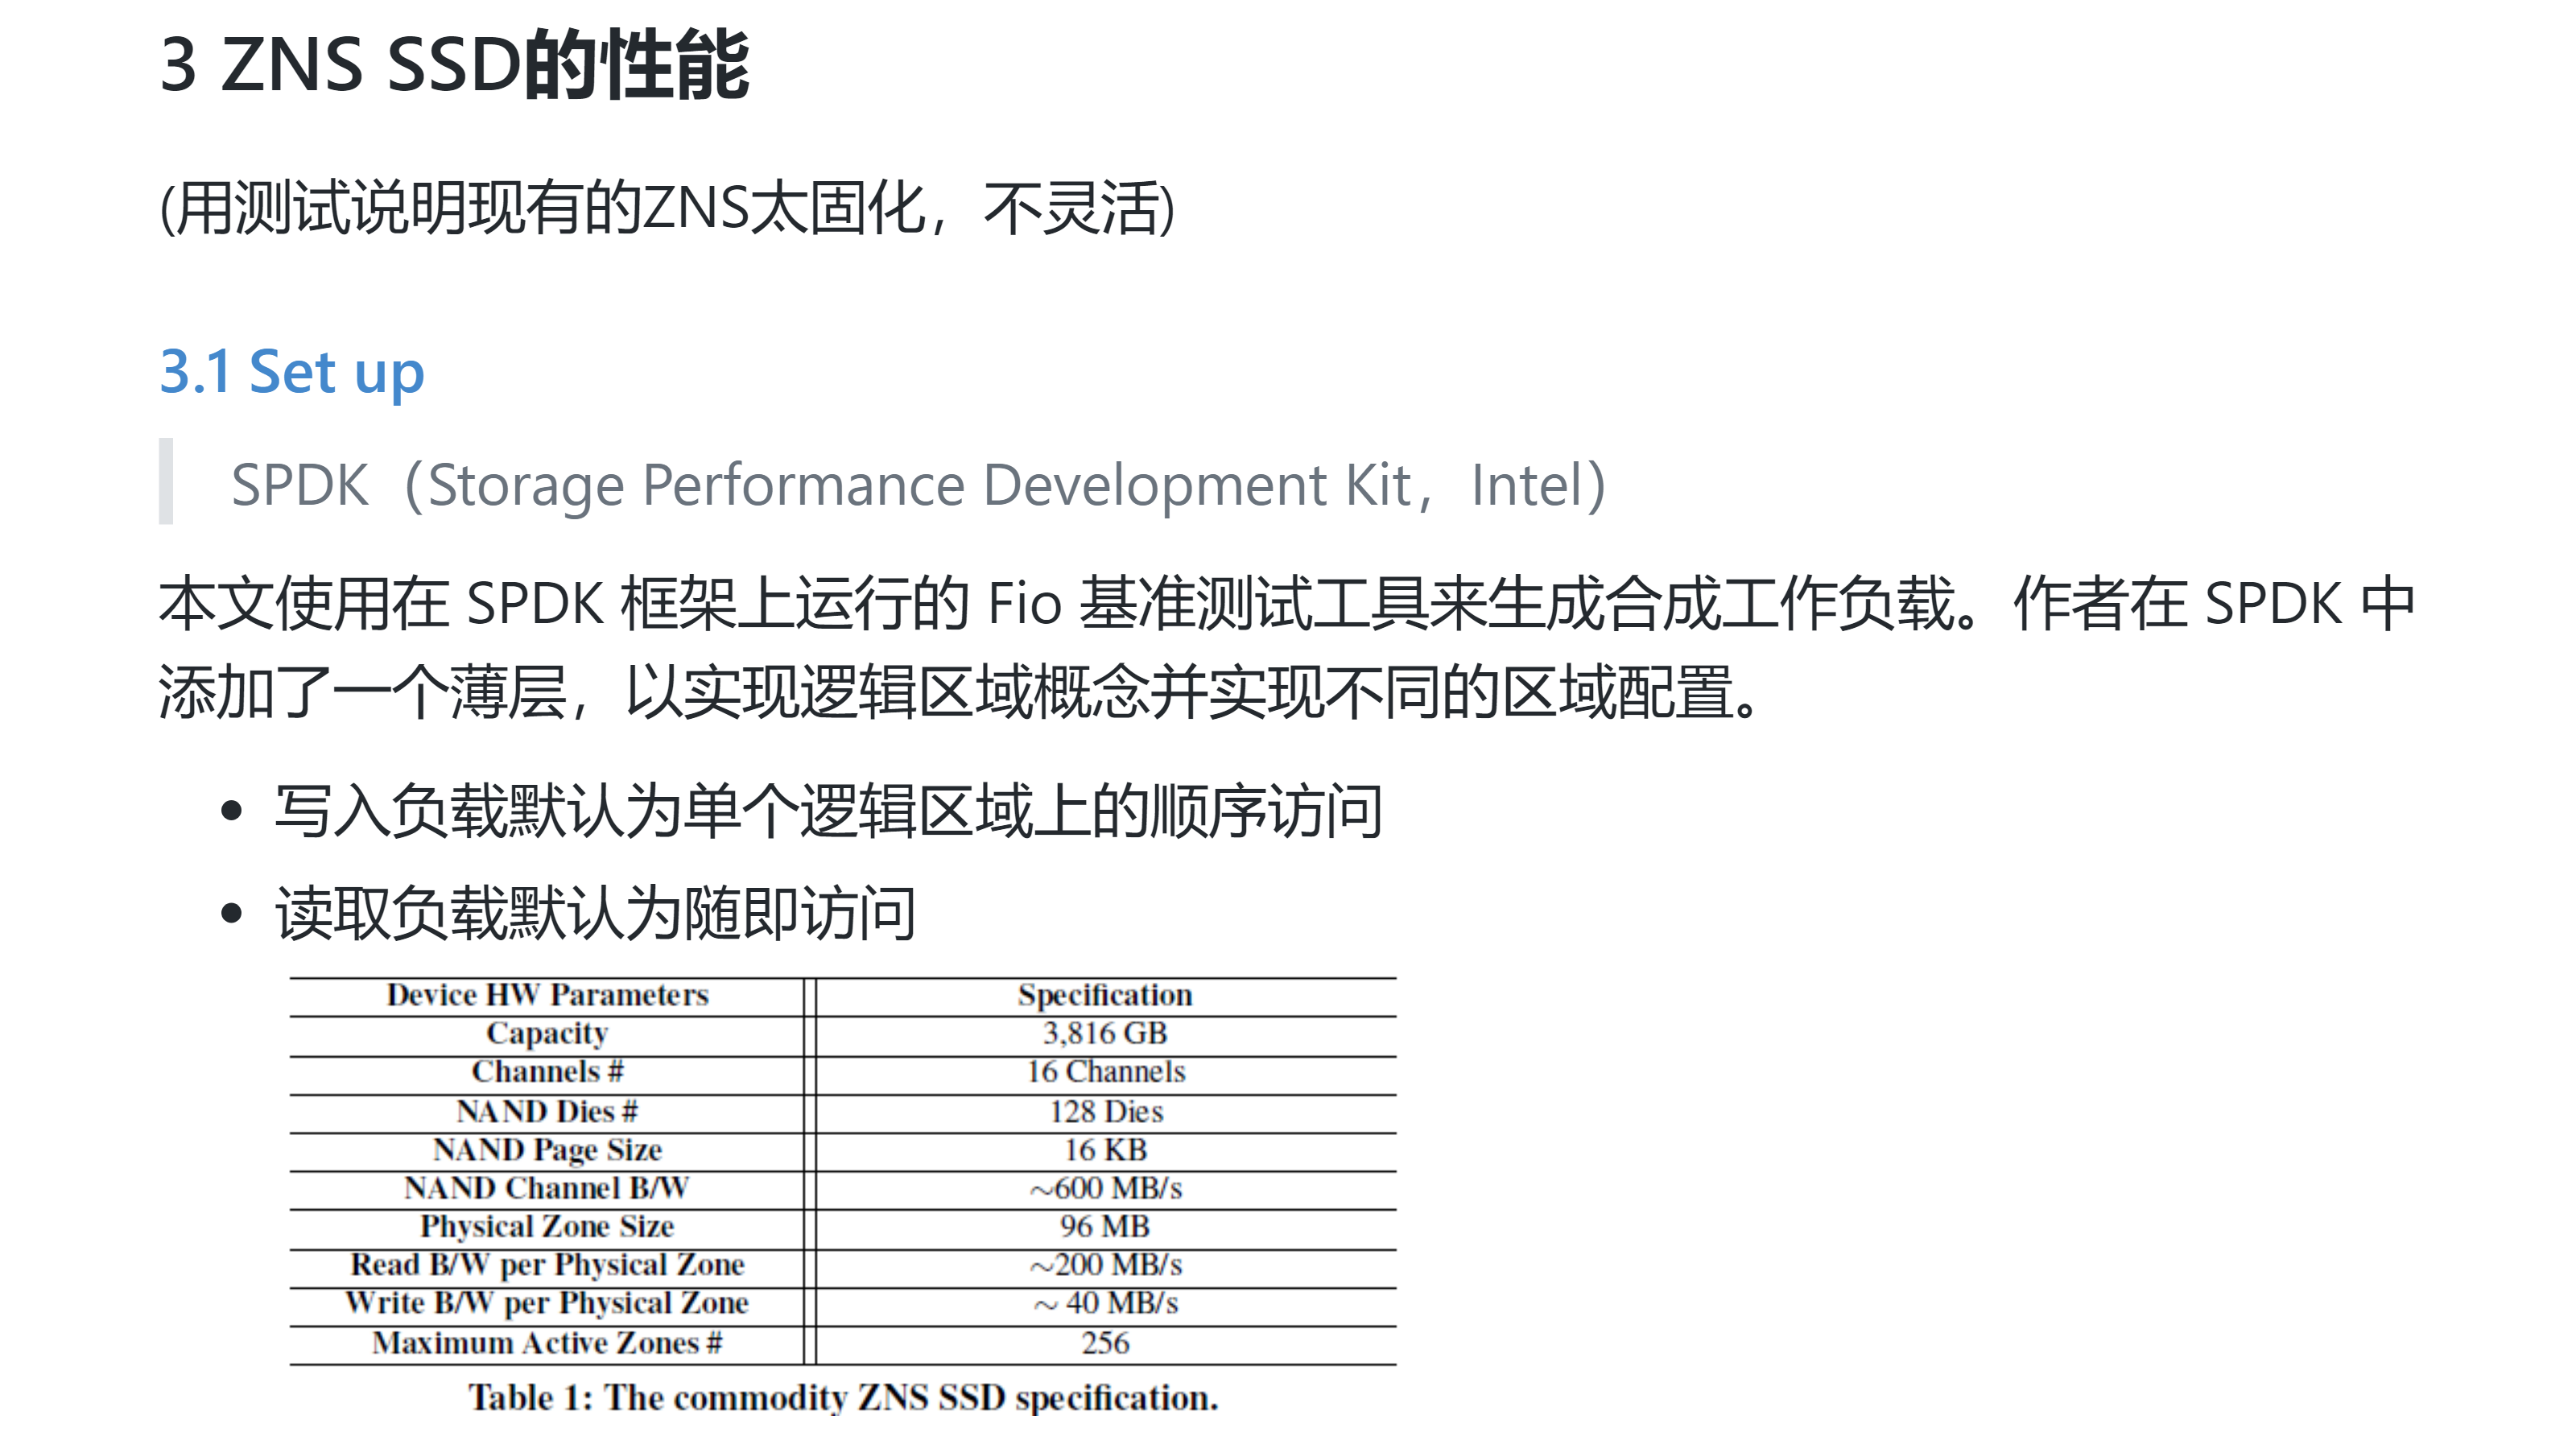 3 ZNS SSD的性能
(用测试说明现有的ZNS太固化，不灵活)
3.1 Set up
SPDK（Storage Performance Development Kit，Intel）
本文使用在 SPDK 框架上运行的 Fio 基准测试工具来生成合成工作负载。作者在 SPDK 中
添加了一个薄层，以实现逻辑区域概念并实现不同的区域配置。
• 写入负载默认为单个逻辑区域上的顺序访问
• 读取负载默认为随即访问
Device HW Parameters Specification
Capacity 3,816 GB
Channels # 16 Channels
NAND Dies # 128 Dies
NAND Page Size 16 KB
NAND Channel B/W ~600 MB/s
Physical Zone Size 96 MB
Read B/W per Physical Zone ~200 MB/s
Write B/W per Physical Zone ~ 40 MB/s
Maximum Active Zones # 256
Table 1: The commodity ZNS SSD specification.